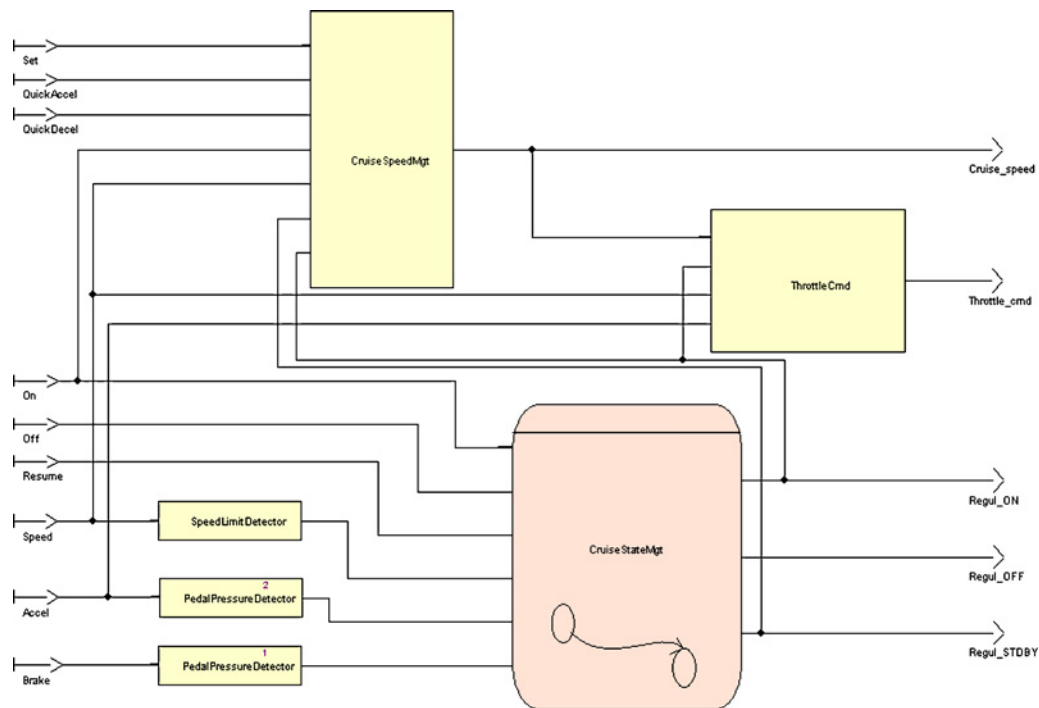 Set
QuickAccel
QuickDecel
CruiseSpeedMgt
Cruise_speed
ThrottleCmd
Throttle_cmd
On
Off
Resume
Speed
SpeedLimitDetector
CruiseStateMgt
Regul_ON
Regul_OFF
Accel
2
PedalPressureDetector
Regul_STDBY
Brake
1
PedalPressureDetector